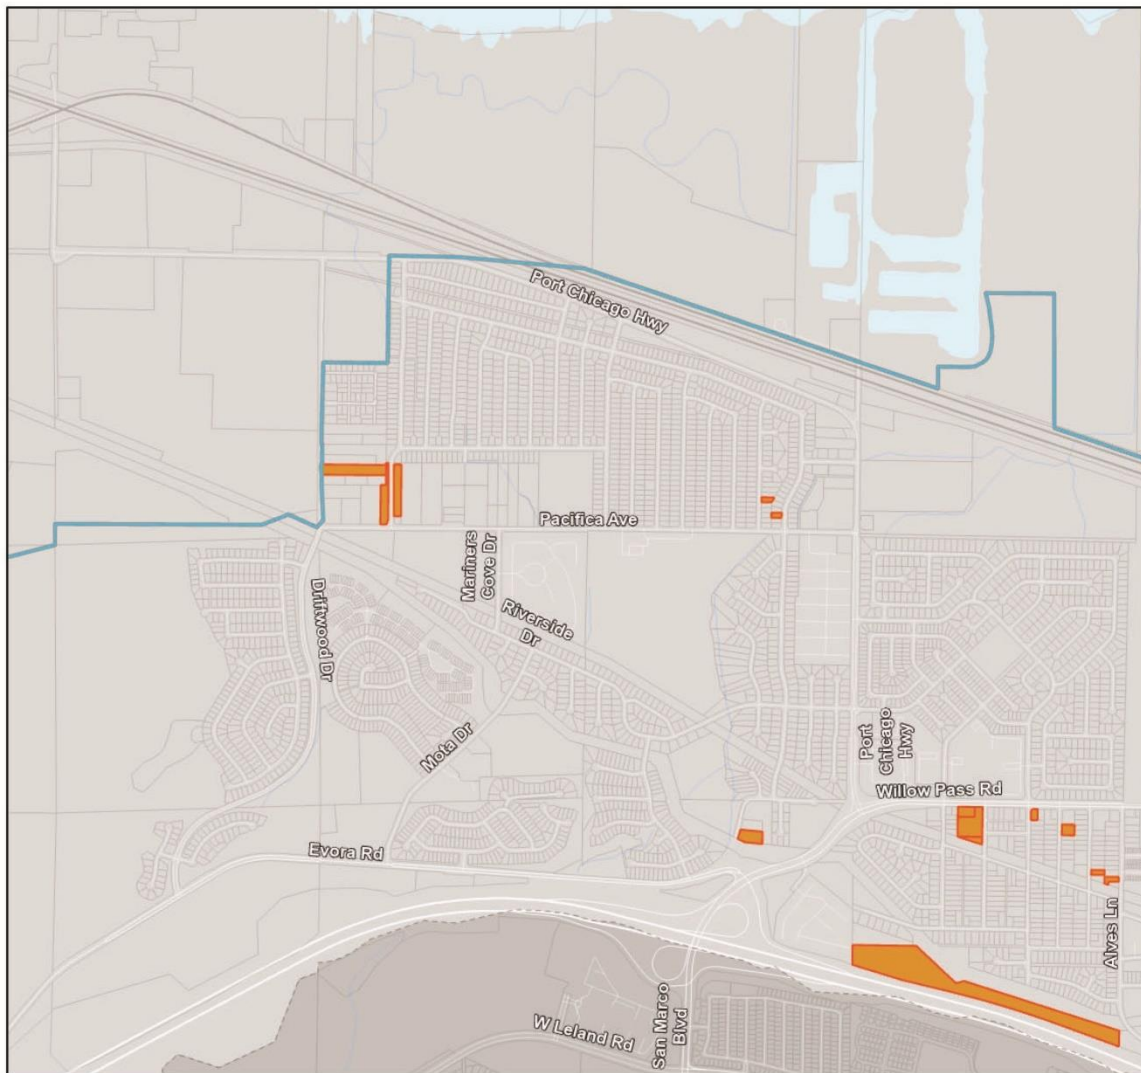 Port Chicago Hwy
Pacifica Ave
Mariners
Cove Dr
Riverside
Dr
Driftwood Dr
Mota Dr
Port
Chicago
Hwy
Willow Pass Rd
Evora Rd
Alves Ln
San Marco
Blvd
W Leland Rd